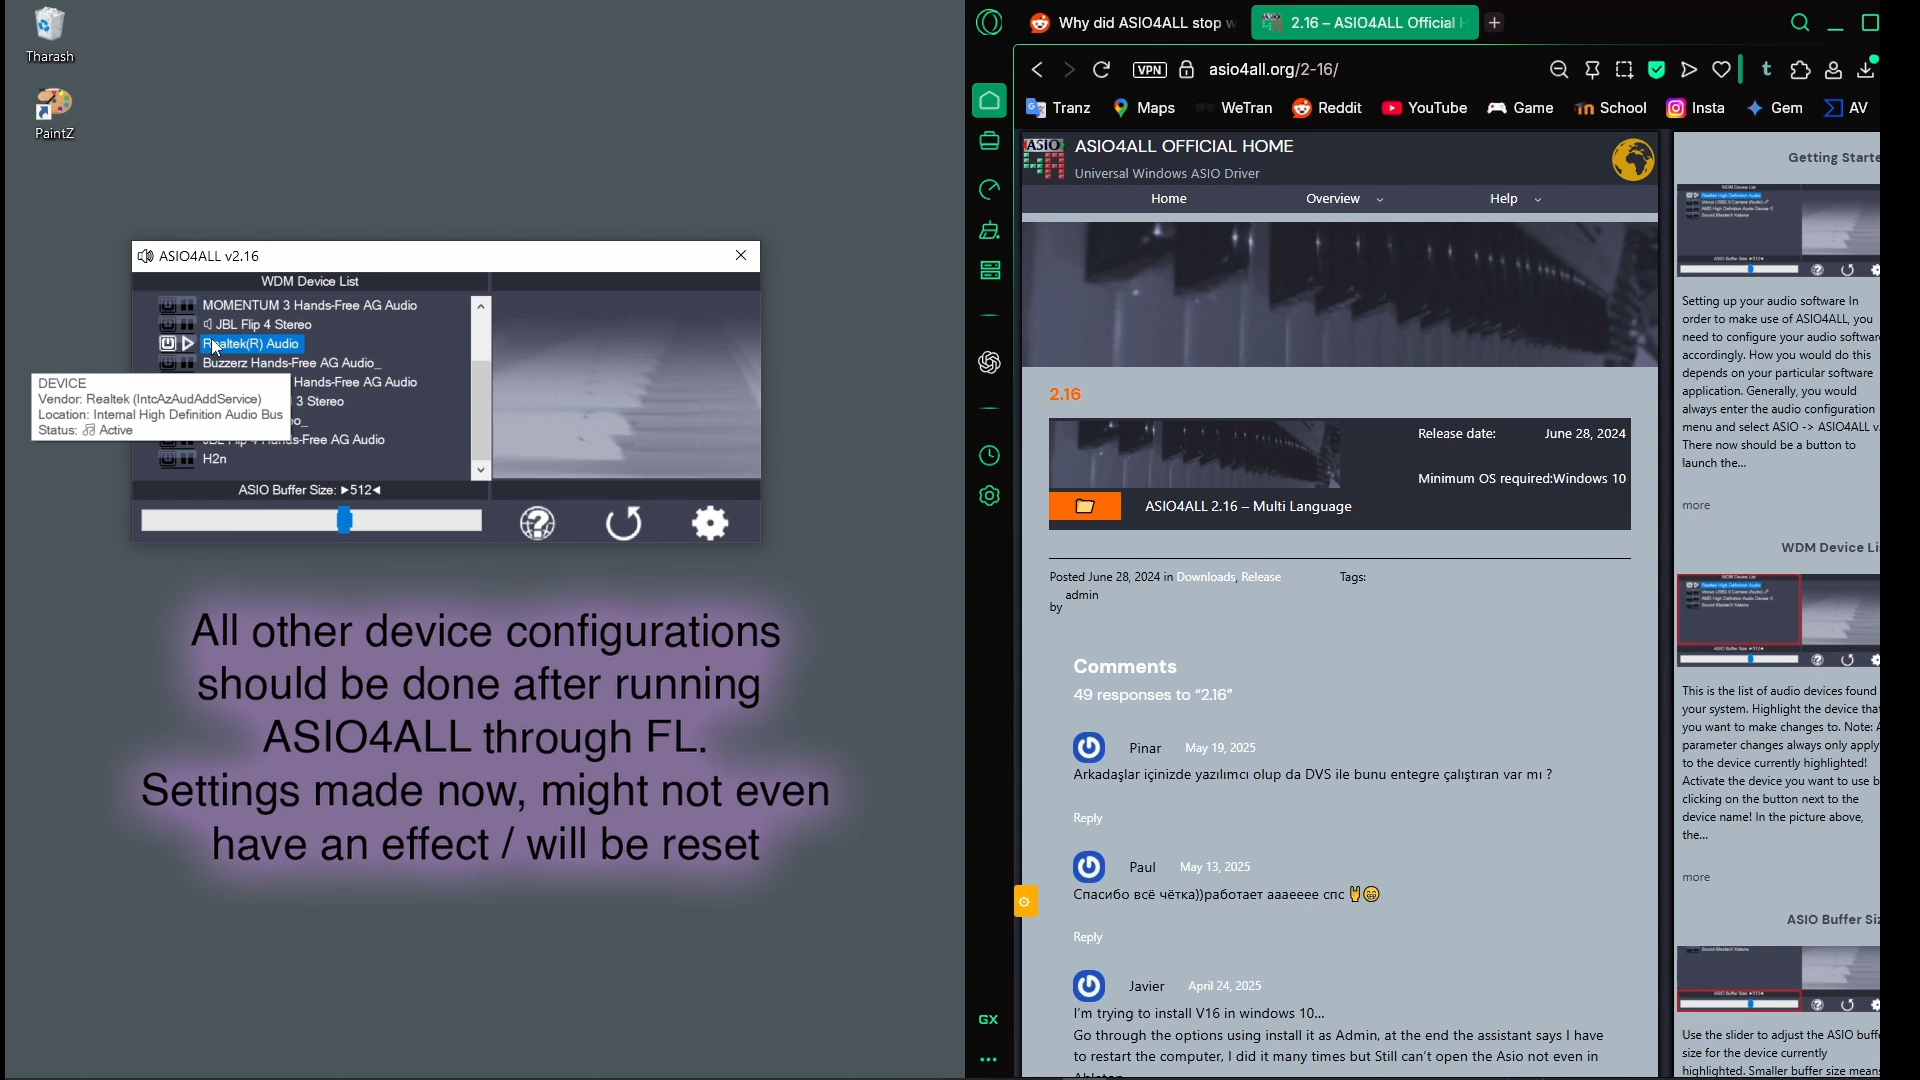 Tharash
PaintZ
ASIO4ALL v2.16
WDM Device List
MOMENTUM 3 Hands-Free AG Audio
JBL Flip 4 Stereo
Realtek(R) Audio
Buzzerz Hands-Free AG Audio_
Hands-Free AG Audio
3 Stereo
JBL Flip 4 Hands-Free AG Audio
H2n
DEVICE
Vendor: Realtek (IntcAzAudAddService)
Location: Internal High Definition Audio Bus
Status: Active
ASIO Buffer Size: ►512◄
All other device configurations
should be done after running
ASIO4ALL through FL.
Settings made now, might not even
have an effect / will be reset
Why did ASIO4ALL stop w
2.16 – ASIO4ALL Official H
VPN
asio4all.org/2-16/
Tranz
Maps
WeTran
Reddit
YouTube
Game
School
Insta
Gem
AV
GX
ASIO
ASIO4ALL OFFICIAL HOME
Universal Windows ASIO Driver
Home
Overview
Help
2.16
Release date: June 28, 2024
Minimum OS required:Windows 10
ASIO4ALL 2.16 – Multi Language
Posted June 28, 2024 in Downloads, Release
Tags:
admin
by
Comments
49 responses to “2.16”
Pinar May 19, 2025
Arkadaşlar içinizde yazılımcı olup da DVS ile bunu entegre çalıştıran var mı ?
Reply
Paul May 13, 2025
Спасибо всё чётка))работает аааеееe спс 🤘😁
Reply
Javier April 24, 2025
I'm trying to install V16 in windows 10...
Go through the options using install it as Admin, at the end the assistant says I have
to restart the computer, I did it many times but Still can't open the Asio not even in
Getting Starte
Setting up your audio software In
order to make use of ASIO4ALL, you
need to configure your audio software
accordingly. How you would do this
depends on your particular software
application. Generally, you would
always enter the audio configuration
menu and select ASIO -> ASIO4ALL v.
There now should be a button to
launch the...
more
WDM Device Li
This is the list of audio devices found
your system. Highlight the device that
you want to make changes to. Note: A
parameter changes always only apply
to the device currently highlighted!
Activate the device you want to use b
clicking on the button next to the
device name! In the picture above,
the...
more
ASIO Buffer Siz
Use the slider to adjust the ASIO buffe
size for the device currently
highlighted. Smaller buffer size means